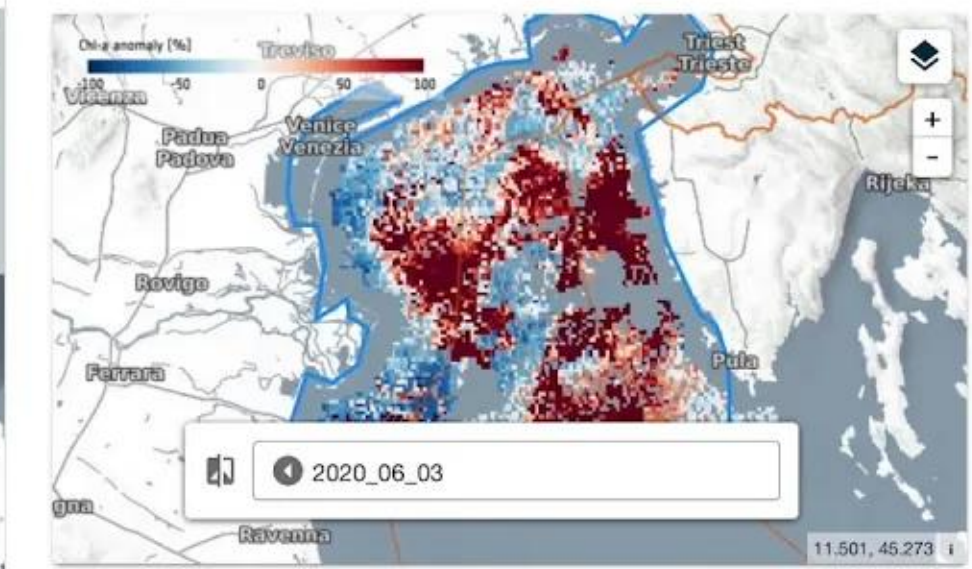 Chl-a anomaly [%]
-100 -50 0 50 100
Treviso
Triest
Trieste
Vicenza
Venice
Venezia
Padua
Padova
+
-
Rijeka
Rovigo
Pula
Ferrara
2020_06_03
gna
Ravenna
11.501, 45.273 i